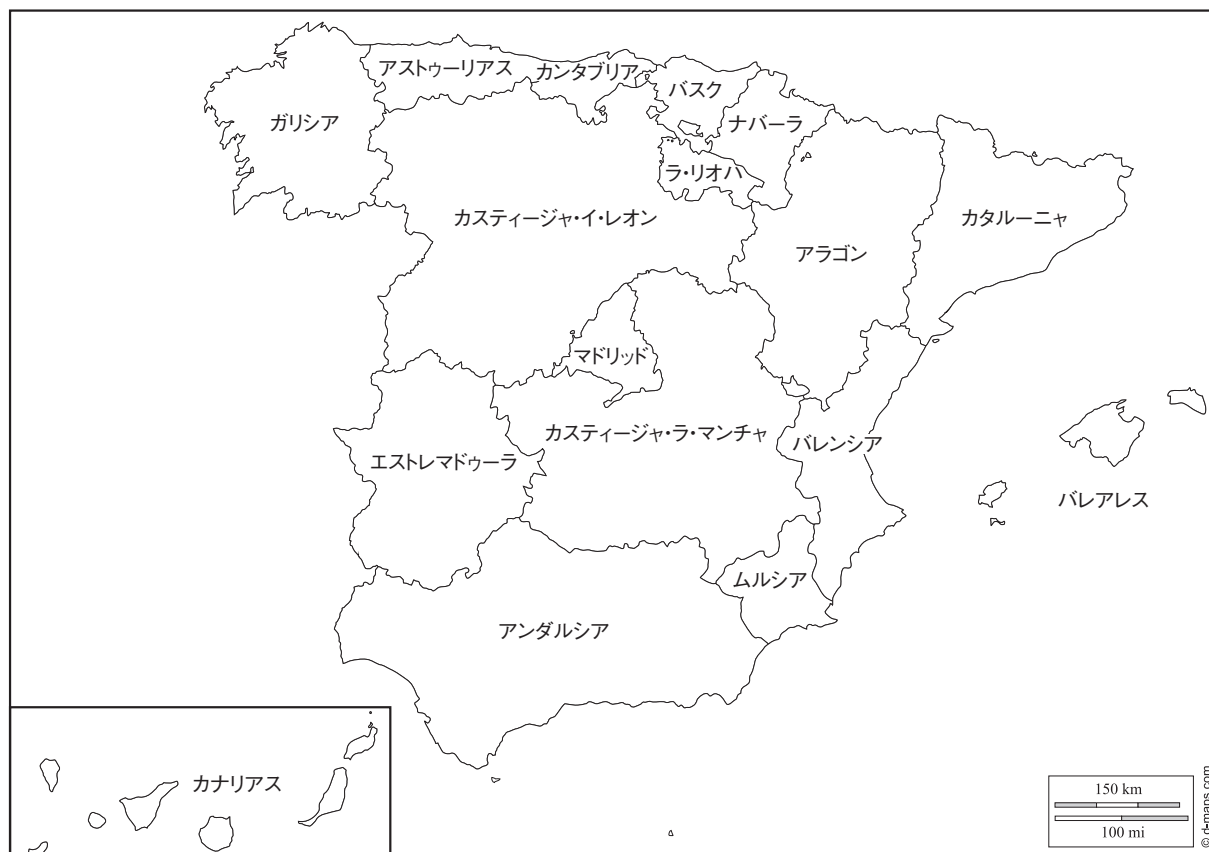 アストゥーリアス
カンタブリア
バスク
ガリシア
ナバーラ
ラ・リオハ
カスティージャ・イ・レオン
カタルーニャ
アラゴン
マドリッド
カスティージャ・ラ・マンチャ
バレンシア
エストレマドゥーラ
バレアレス
ムルシア
アンダルシア
カナリアス
150 km
100 mi
© d-maps.com